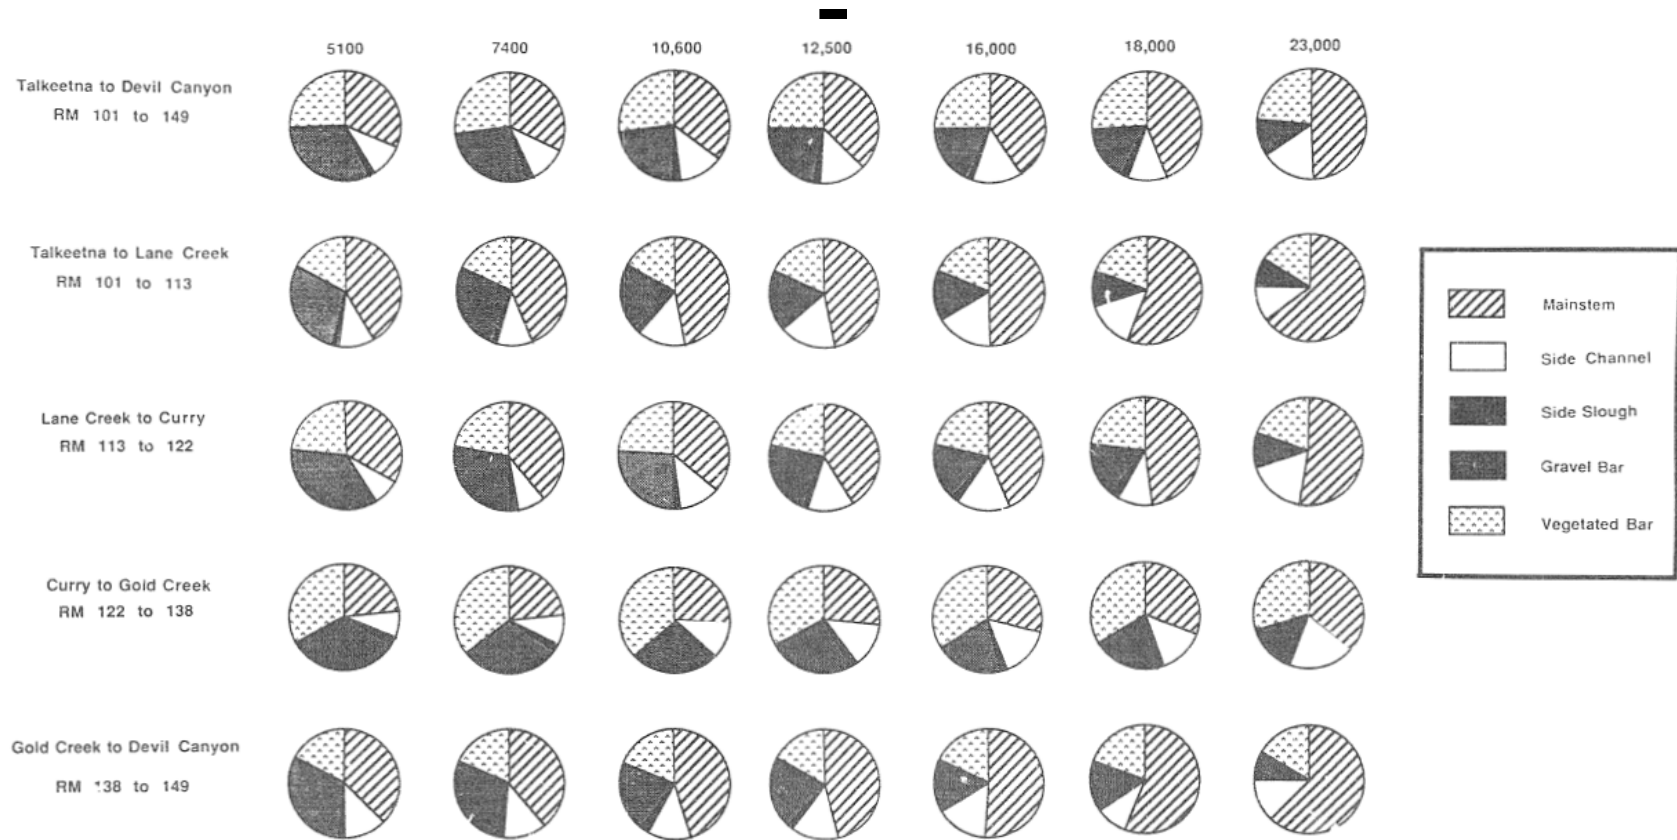 5100 7400 10,600 12,500 16,000 18,000 23,000
Talkeetna to Devil Canyon
RM 101 to 149
Talkeetna to Lane Creek
RM 101 to 113
Lane Creek to Curry
RM 113 to 122
Curry to Gold Creek
RM 122 to 138
Gold Creek to Devil Canyon
RM 138 to 149
Mainstem
Side Channel
Side Slough
Gravel Bar
Vegetated Bar